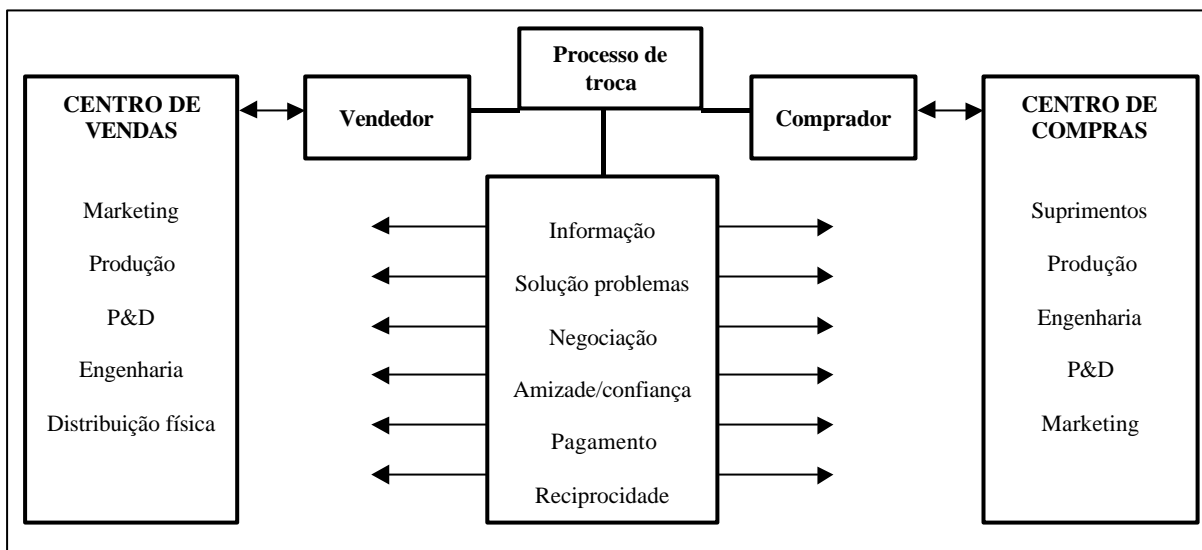 Processo de
troca
CENTRO DE
VENDAS
Marketing
Produção
P&D
Engenharia
Distribuição física
Vendedor
Comprador
Informação
Solução problemas
Negociação
Amizade/confiança
Pagamento
Reciprocidade
CENTRO DE
COMPRAS
Suprimentos
Produção
Engenharia
P&D
Marketing